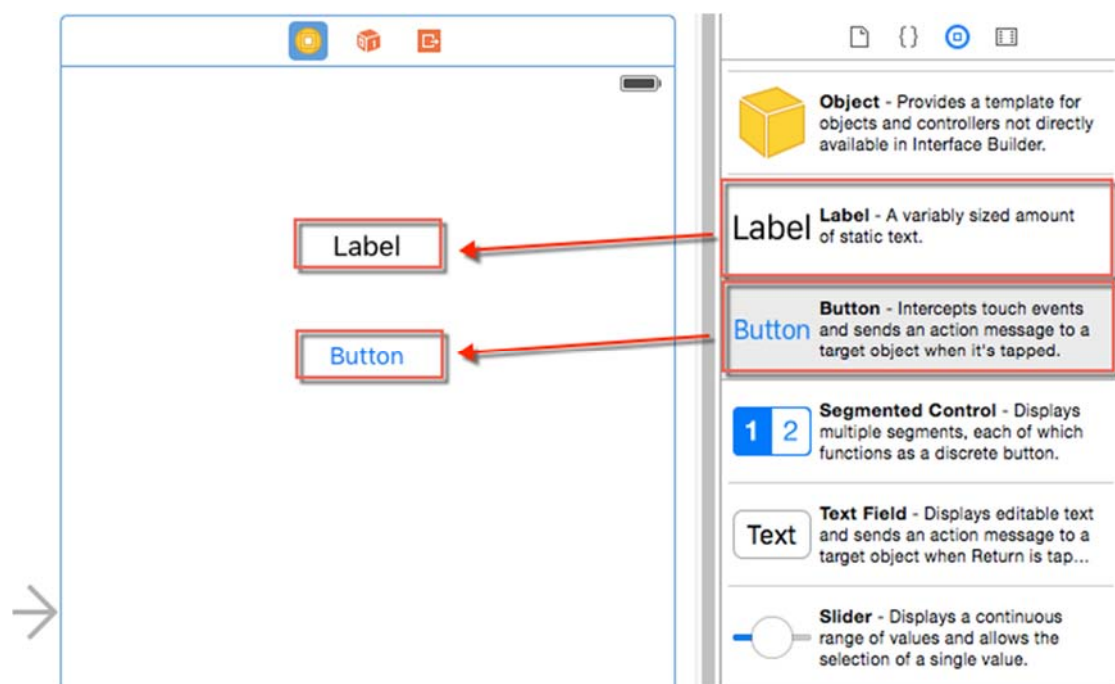 Object - Provides a template for
objects and controllers not directly
available in Interface Builder.
Label
Label - A variably sized amount
of static text.
Label
Button
Button - Intercepts touch events
and sends an action message to a
target object when it's tapped.
Button
1 2
Segmented Control - Displays
multiple segments, each of which
functions as a discrete button.
Text
Text Field - Displays editable text
and sends an action message to a
target object when Return is tap...
Slider - Displays a continuous
range of values and allows the
selection of a single value.